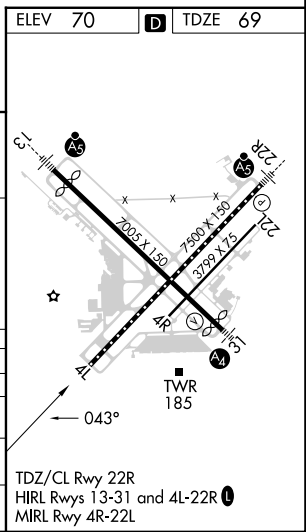 ELEV 70
D
TDZE 69
13
A5
A5
22R
X X X
P
7005 X 150
7500 X 150
3799 X 75
22L
4R
V
31
4L
A4
TWR
185
043°
TDZ/CL Rwy 22R
HIRL Rwys 13-31 and 4L-22R L
MIRL Rwy 4R-22L